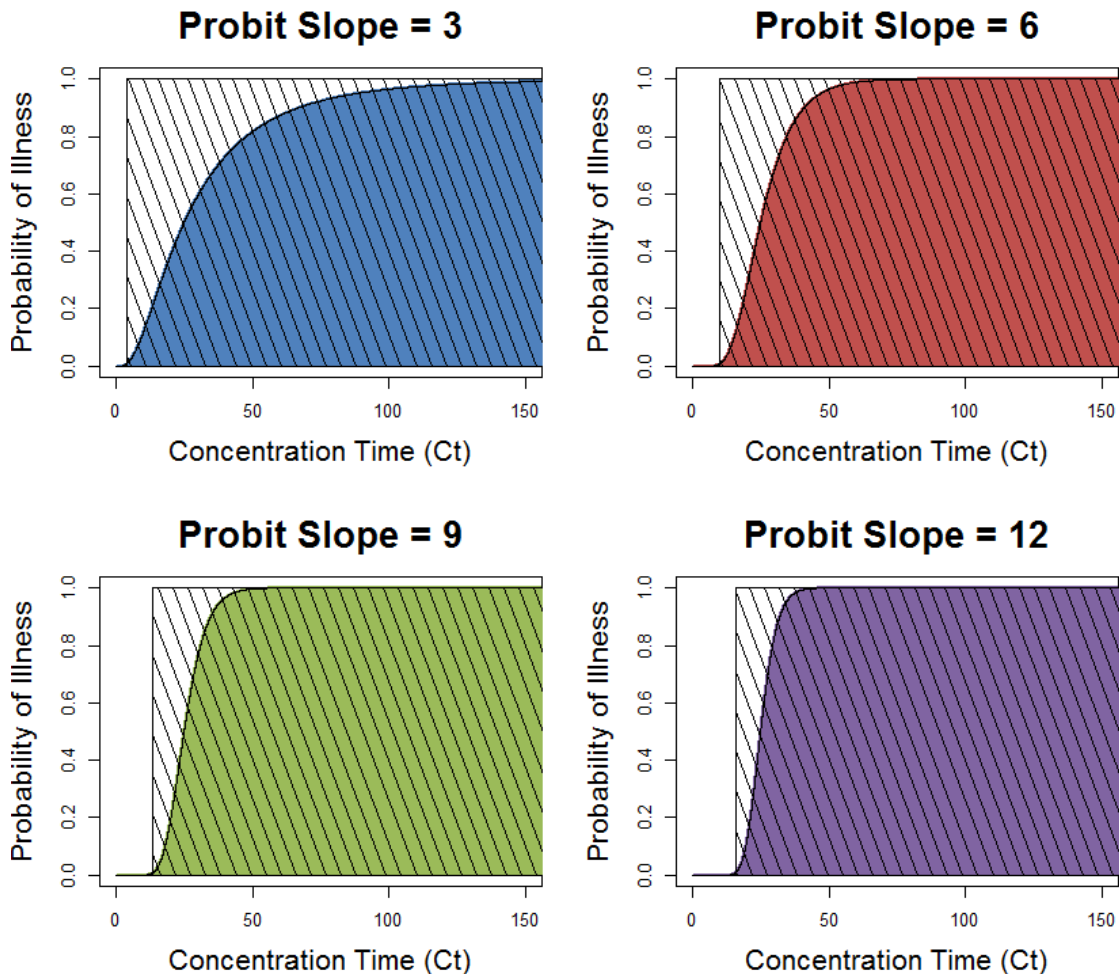 Probit Slope = 3
Probability of Illness
0.0 0.2 0.4 0.6 0.8 1.0
0 50 100 150
Concentration Time (Ct)
Probit Slope = 6
Probability of Illness
0.0 0.2 0.4 0.6 0.8 1.0
0 50 100 150
Concentration Time (Ct)
Probit Slope = 9
Probability of Illness
0.0 0.2 0.4 0.6 0.8 1.0
0 50 100 150
Concentration Time (Ct)
Probit Slope = 12
Probability of Illness
0.0 0.2 0.4 0.6 0.8 1.0
0 50 100 150
Concentration Time (Ct)